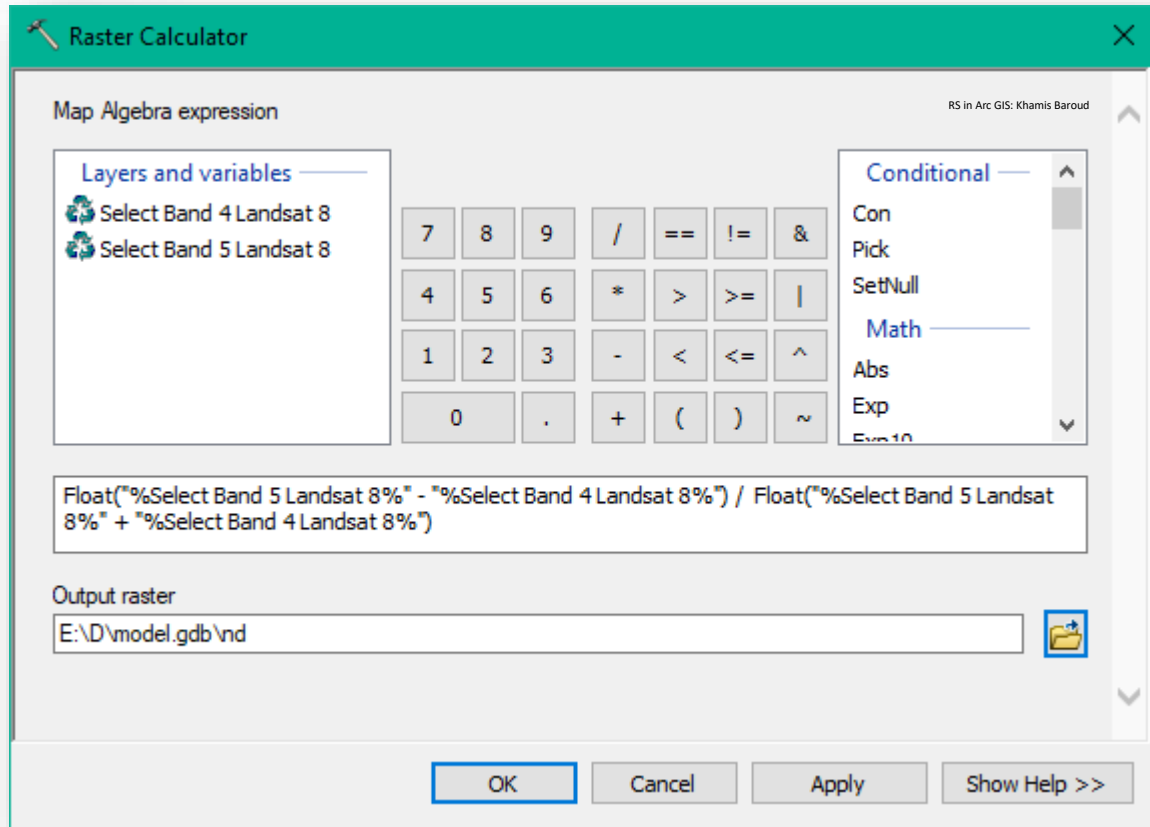 Raster Calculator
Map Algebra expression
RS in Arc GIS: Khamis Baroud
Layers and variables
Select Band 4 Landsat 8
Select Band 5 Landsat 8
7 8 9 / == != &
4 5 6 * > >= |
1 2 3 - < <= ^
0 . + ( ) ~
Conditional
Con
Pick
SetNull
Math
Abs
Exp
Exp10
Float("%Select Band 5 Landsat 8%" - "%Select Band 4 Landsat 8%") / Float("%Select Band 5 Landsat
8%" + "%Select Band 4 Landsat 8%")
Output raster
E:\D\model.gdb\nd
OK Cancel Apply Show Help >>